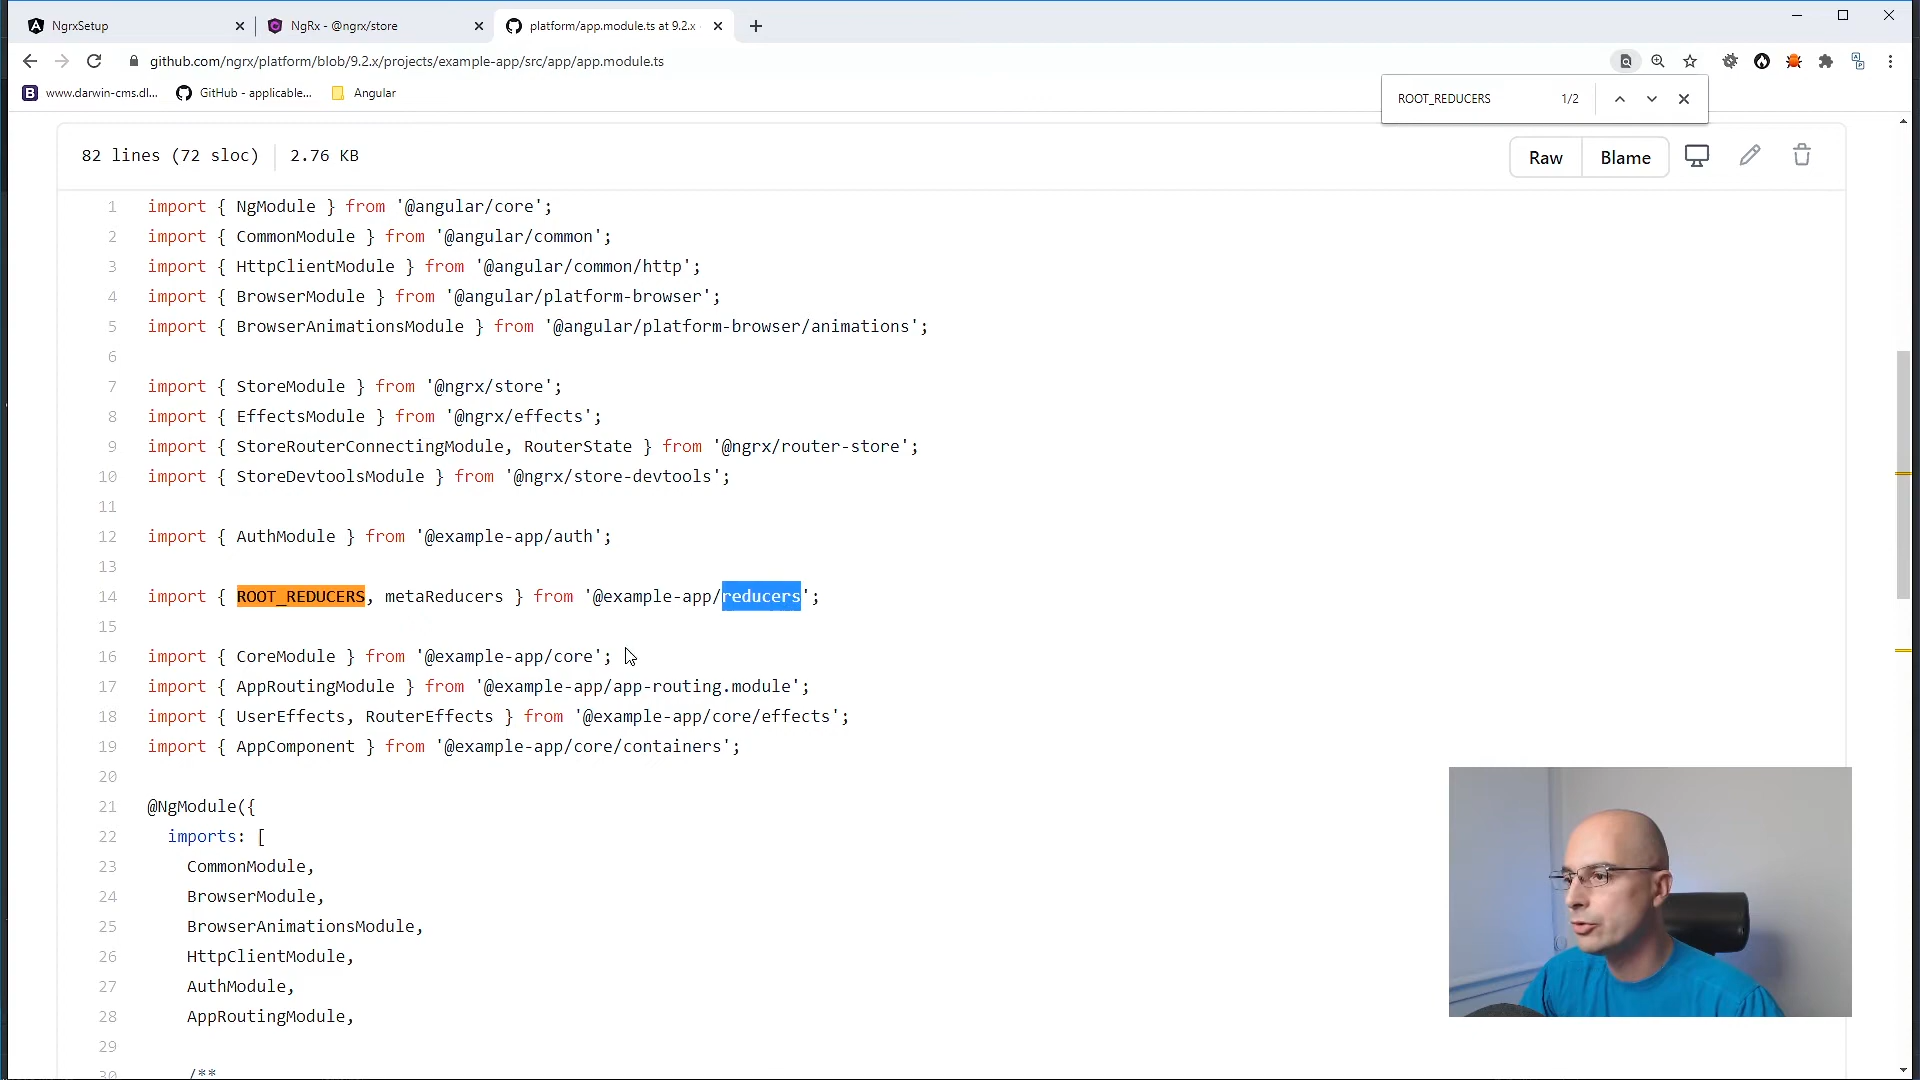 NgrxSetup
NgRx - @ngrx/store
platform/app.module.ts at 9.2.x
github.com/ngrx/platform/blob/9.2.x/projects/example-app/src/app/app.module.ts
www.darwin-cms.dl...
GitHub - applicable...
Angular
ROOT_REDUCERS 1/2
82 lines (72 sloc) 2.76 KB
Raw Blame
1 import { NgModule } from '@angular/core';
2 import { CommonModule } from '@angular/common';
3 import { HttpClientModule } from '@angular/common/http';
4 import { BrowserModule } from '@angular/platform-browser';
5 import { BrowserAnimationsModule } from '@angular/platform-browser/animations';
6
7 import { StoreModule } from '@ngrx/store';
8 import { EffectsModule } from '@ngrx/effects';
9 import { StoreRouterConnectingModule, RouterState } from '@ngrx/router-store';
10 import { StoreDevtoolsModule } from '@ngrx/store-devtools';
11
12 import { AuthModule } from '@example-app/auth';
13
14 import { ROOT_REDUCERS, metaReducers } from '@example-app/reducers';
15
16 import { CoreModule } from '@example-app/core';
17 import { AppRoutingModule } from '@example-app/app-routing.module';
18 import { UserEffects, RouterEffects } from '@example-app/core/effects';
19 import { AppComponent } from '@example-app/core/containers';
20
21 @NgModule({
22 imports: [
23 CommonModule,
24 BrowserModule,
25 BrowserAnimationsModule,
26 HttpClientModule,
27 AuthModule,
28 AppRoutingModule,
29
30 /**